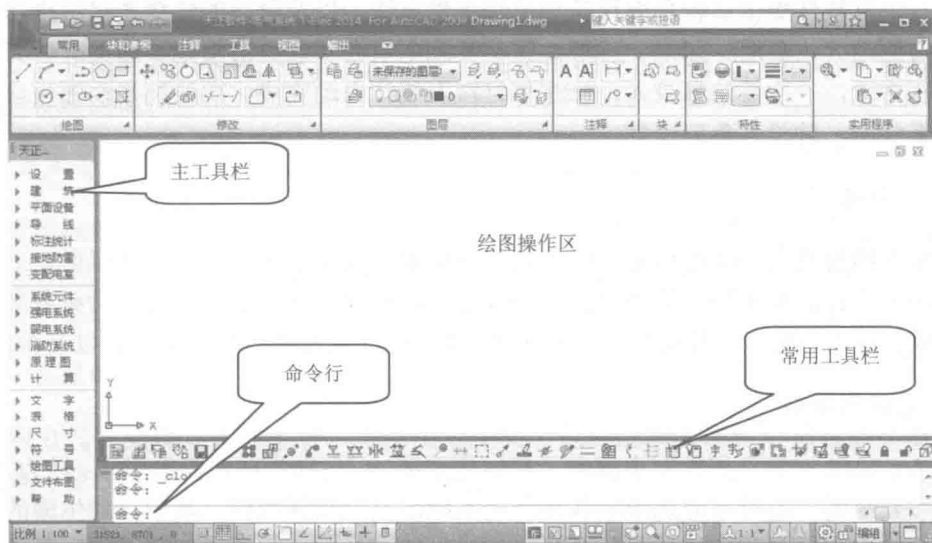 天正软件-电气系统 T-Elec 2014 For AutoCAD 2004 Drawing1.dwg 键入关键字或短语
常用 块和参照 注释 工具 视图 输出
未保存的图层
0
绘图 修改 图层 注释 块 特性 实用程序
天正...
设 置
建 筑
平面设备
导 线
标注统计
接地防雷
变配电室
系统元件
强电系统
弱电系统
消防系统
原 理 图
计 算
文 字
表 格
尺 寸
符 号
绘图工具
文件布图
帮 助
主工具栏
绘图操作区
常用工具栏
命令行
Y
X
命令: _clo
命令:
命令:
比例 1:100
1:1
编组